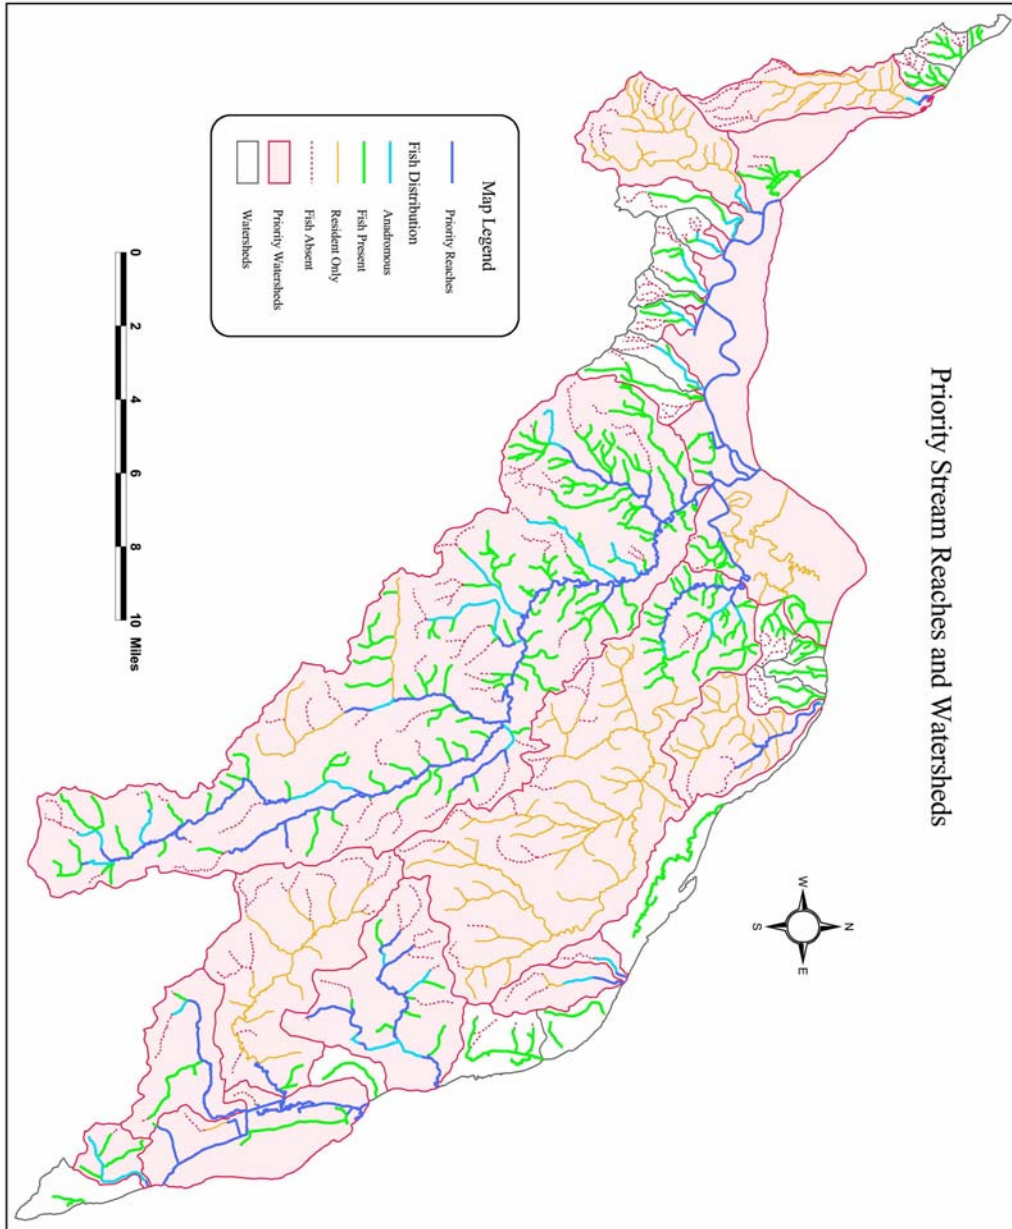 Priority Stream Reaches and Watersheds
Map Legend
Priority Reaches
Fish Distribution
Anadromous
Fish Present
Resident Only
Fish Absent
Priority Watersheds
Watersheds
0 2 4 6 8 10 Miles
N
W E
S